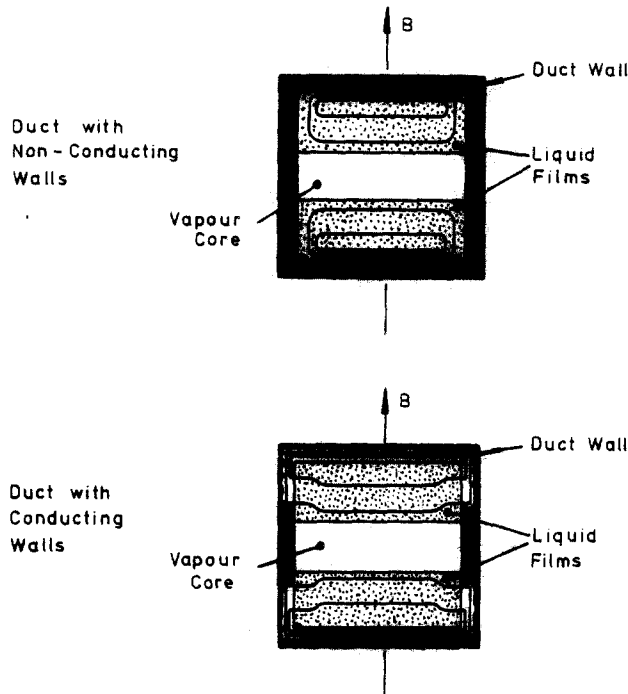 B
Duct Wall
Duct with
Non-Conducting
Walls
Liquid
Films
Vapour
Core
B
Duct Wall
Duct with
Conducting
Walls
Liquid
Films
Vapour
Core